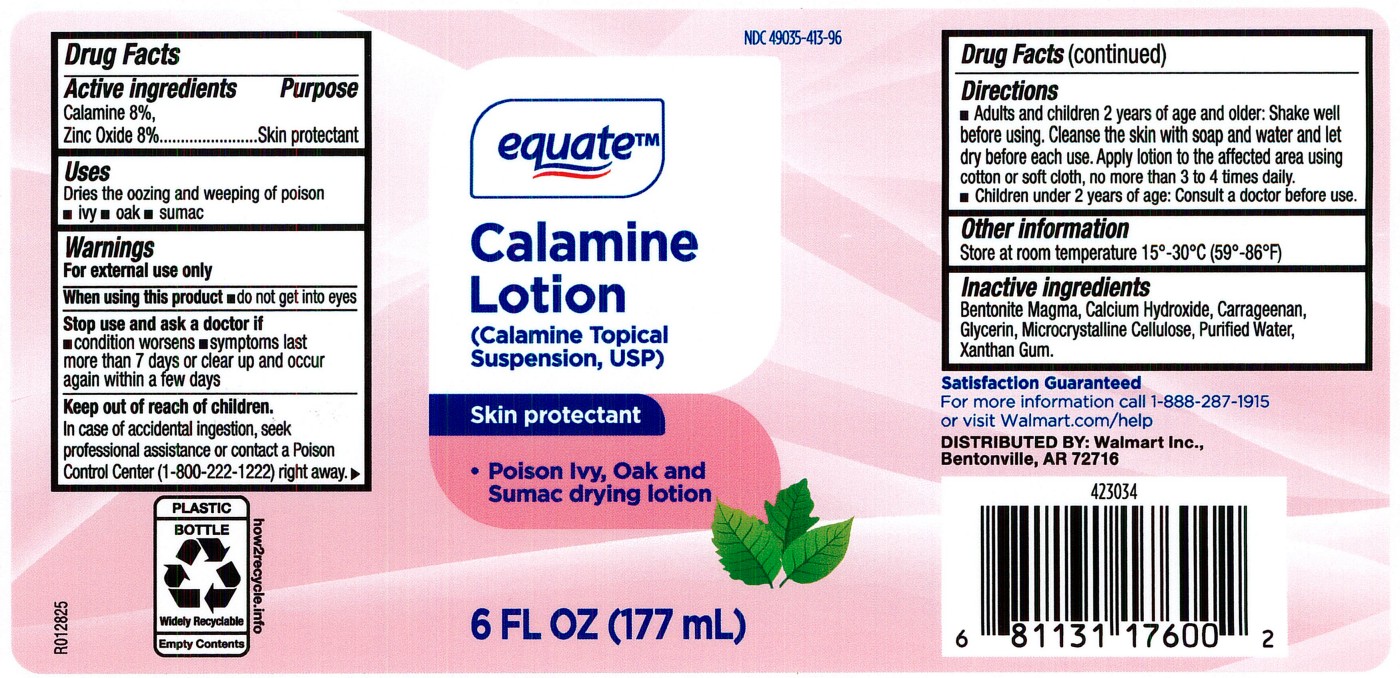 Drug Facts
Active ingredients Purpose
Calamine 8%,
Zinc Oxide 8%......................Skin protectant
Uses
Dries the oozing and weeping of poison
■ ivy ■ oak ■ sumac
Warnings
For external use only
When using this product ■ do not get into eyes
Stop use and ask a doctor if
■ condition worsens ■ symptoms last
more than 7 days or clear up and occur
again within a few days
Keep out of reach of children.
In case of accidental ingestion, seek
professional assistance or contact a Poison
Control Center (1-800-222-1222) right away. ▶
PLASTIC
BOTTLE
Widely Recyclable
Empty Contents
how2recycle.info
R012825
NDC 49035-413-96
equate™
Calamine
Lotion
(Calamine Topical
Suspension, USP)
Skin protectant
• Poison Ivy, Oak and
Sumac drying lotion
6 FL OZ (177 mL)
Drug Facts (continued)
Directions
■ Adults and children 2 years of age and older: Shake well
before using. Cleanse the skin with soap and water and let
dry before each use. Apply lotion to the affected area using
cotton or soft cloth, no more than 3 to 4 times daily.
■ Children under 2 years of age: Consult a doctor before use.
Other information
Store at room temperature 15°-30°C (59°-86°F)
Inactive ingredients
Bentonite Magma, Calcium Hydroxide, Carrageenan,
Glycerin, Microcrystalline Cellulose, Purified Water,
Xanthan Gum.
Satisfaction Guaranteed
For more information call 1-888-287-1915
or visit Walmart.com/help
DISTRIBUTED BY: Walmart Inc.,
Bentonville, AR 72716
423034
6 81131 17600 2